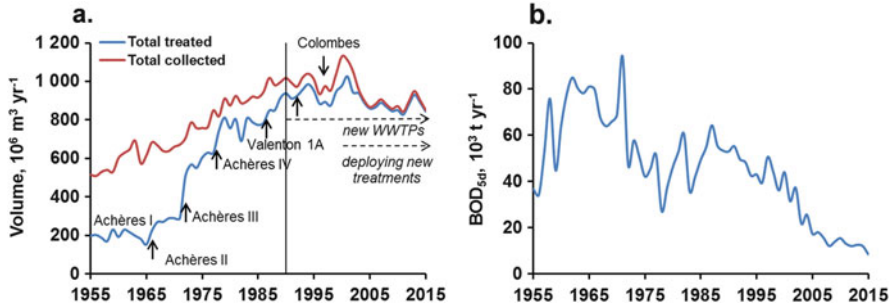 a.
Total treated
Total collected
Volume, 10⁶ m³ yr⁻¹
1 200
1 000
800
600
400
200
0
1955 1965 1975 1985 1995 2005 2015
Colombes
new WWTPs
Valenton 1A
deploying new
treatments
Achères IV
Achères I
Achères III
Achères II
b.
BOD₅d, 10³ t yr⁻¹
100
80
60
40
20
0
1955 1965 1975 1985 1995 2005 2015